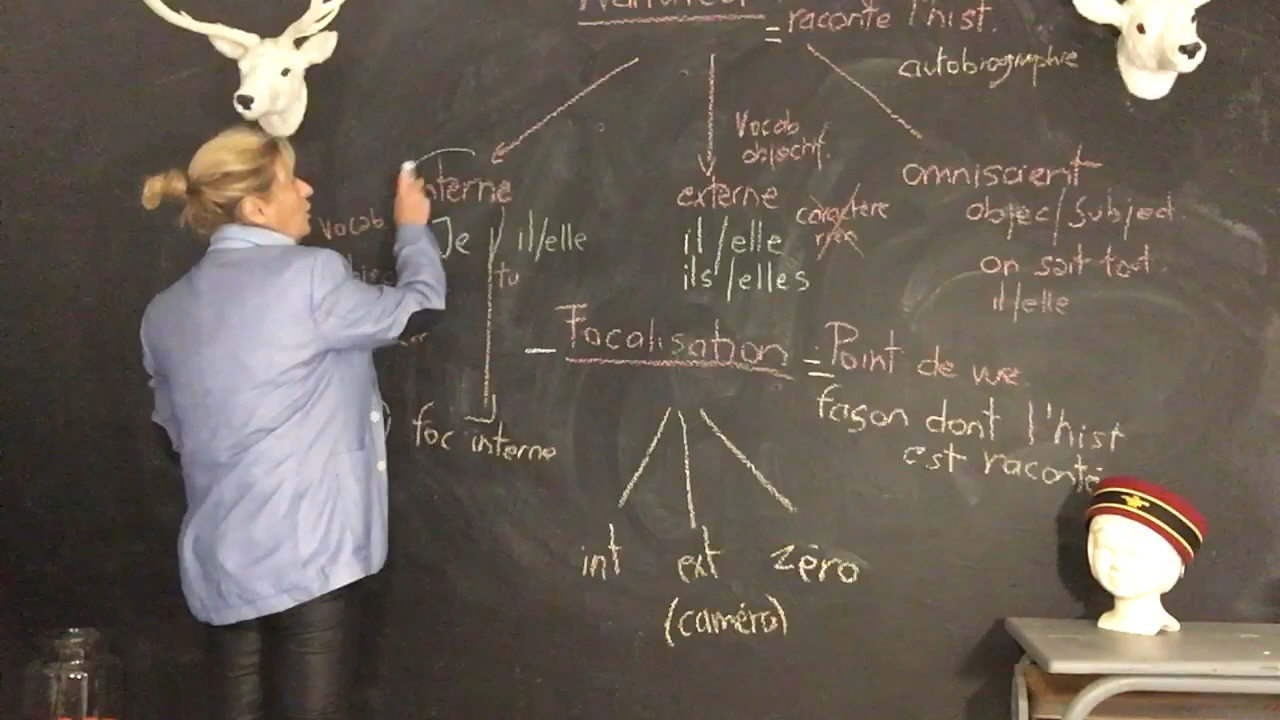 = raconte l'hist.
autobiographie
Vocab
objectif.
interne
externe
omniscient
Vocab
Je / il/elle
tu
il/elle
ils/elles
caractère
objec/subject.
on sait tout
il/elle
Focalisation = Point de vue
façon dont l'hist
est raconté
foc interne
int ext zéro
(caméra)